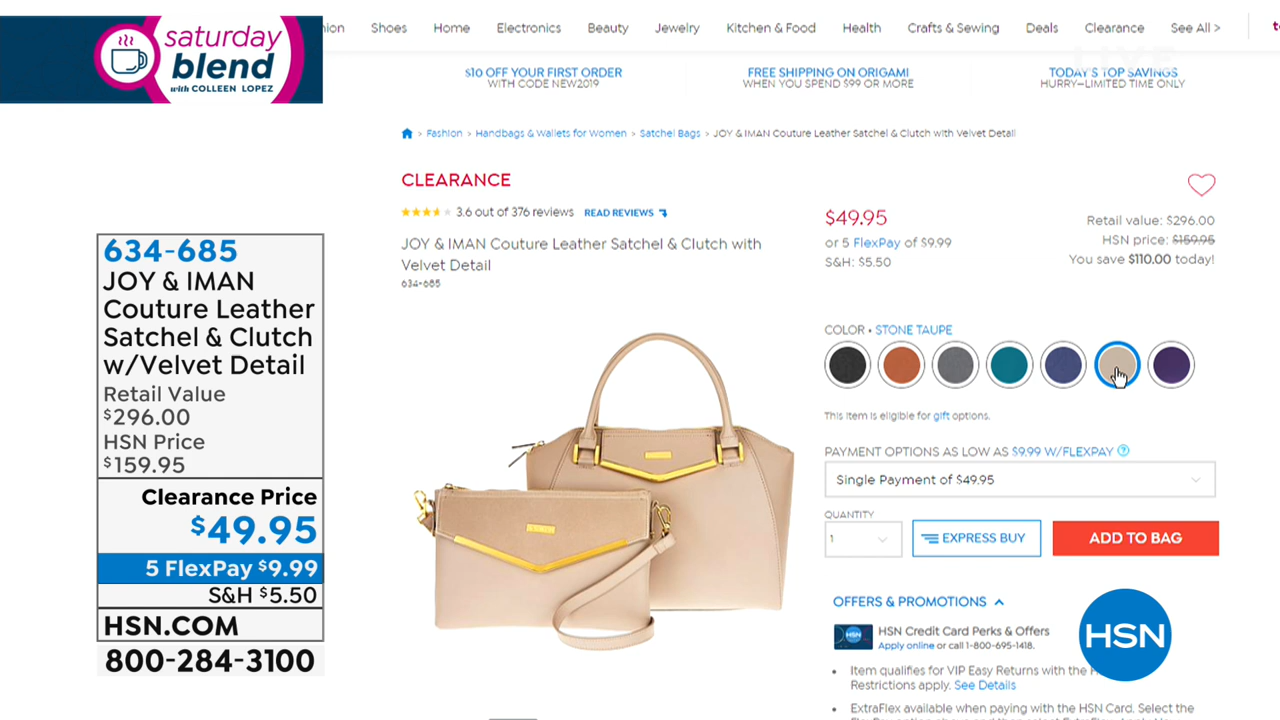 saturday
blend
with COLLEEN LOPEZ
Shoes Home Electronics Beauty Jewelry Kitchen & Food Health Crafts & Sewing Deals Clearance See All >
LIVE
$10 OFF YOUR FIRST ORDER
WITH CODE NEW2019
FREE SHIPPING ON ORIGAMI
WHEN YOU SPEND $99 OR MORE
TODAY'S TOP SAVINGS
HURRY—LIMITED TIME ONLY
> Fashion > Handbags & Wallets for Women > Satchel Bags > JOY & IMAN Couture Leather Satchel & Clutch with Velvet Detail
634-685
JOY & IMAN
Couture Leather
Satchel & Clutch
w/Velvet Detail
Retail Value
$296.00
HSN Price
$159.95
Clearance Price
$49.95
5 FlexPay $9.99
S&H $5.50
HSN.COM
800-284-3100
CLEARANCE
3.6 out of 376 reviews READ REVIEWS
JOY & IMAN Couture Leather Satchel & Clutch with
Velvet Detail
634-685
$49.95
or 5 FlexPay of $9.99
S&H: $5.50
Retail value: $296.00
HSN price: $159.95
You save $110.00 today!
COLOR • STONE TAUPE
This item is eligible for gift options.
PAYMENT OPTIONS AS LOW AS $9.99 W/FLEXPAY ?
Single Payment of $49.95
QUANTITY
1
EXPRESS BUY
ADD TO BAG
OFFERS & PROMOTIONS
HSN
HSN Credit Card Perks & Offers
Apply online or call 1-800-695-1418.
HSN
• Item qualifies for VIP Easy Returns with the
Restrictions apply. See Details
• ExtraFlex available when paying with the HSN Card. Select the